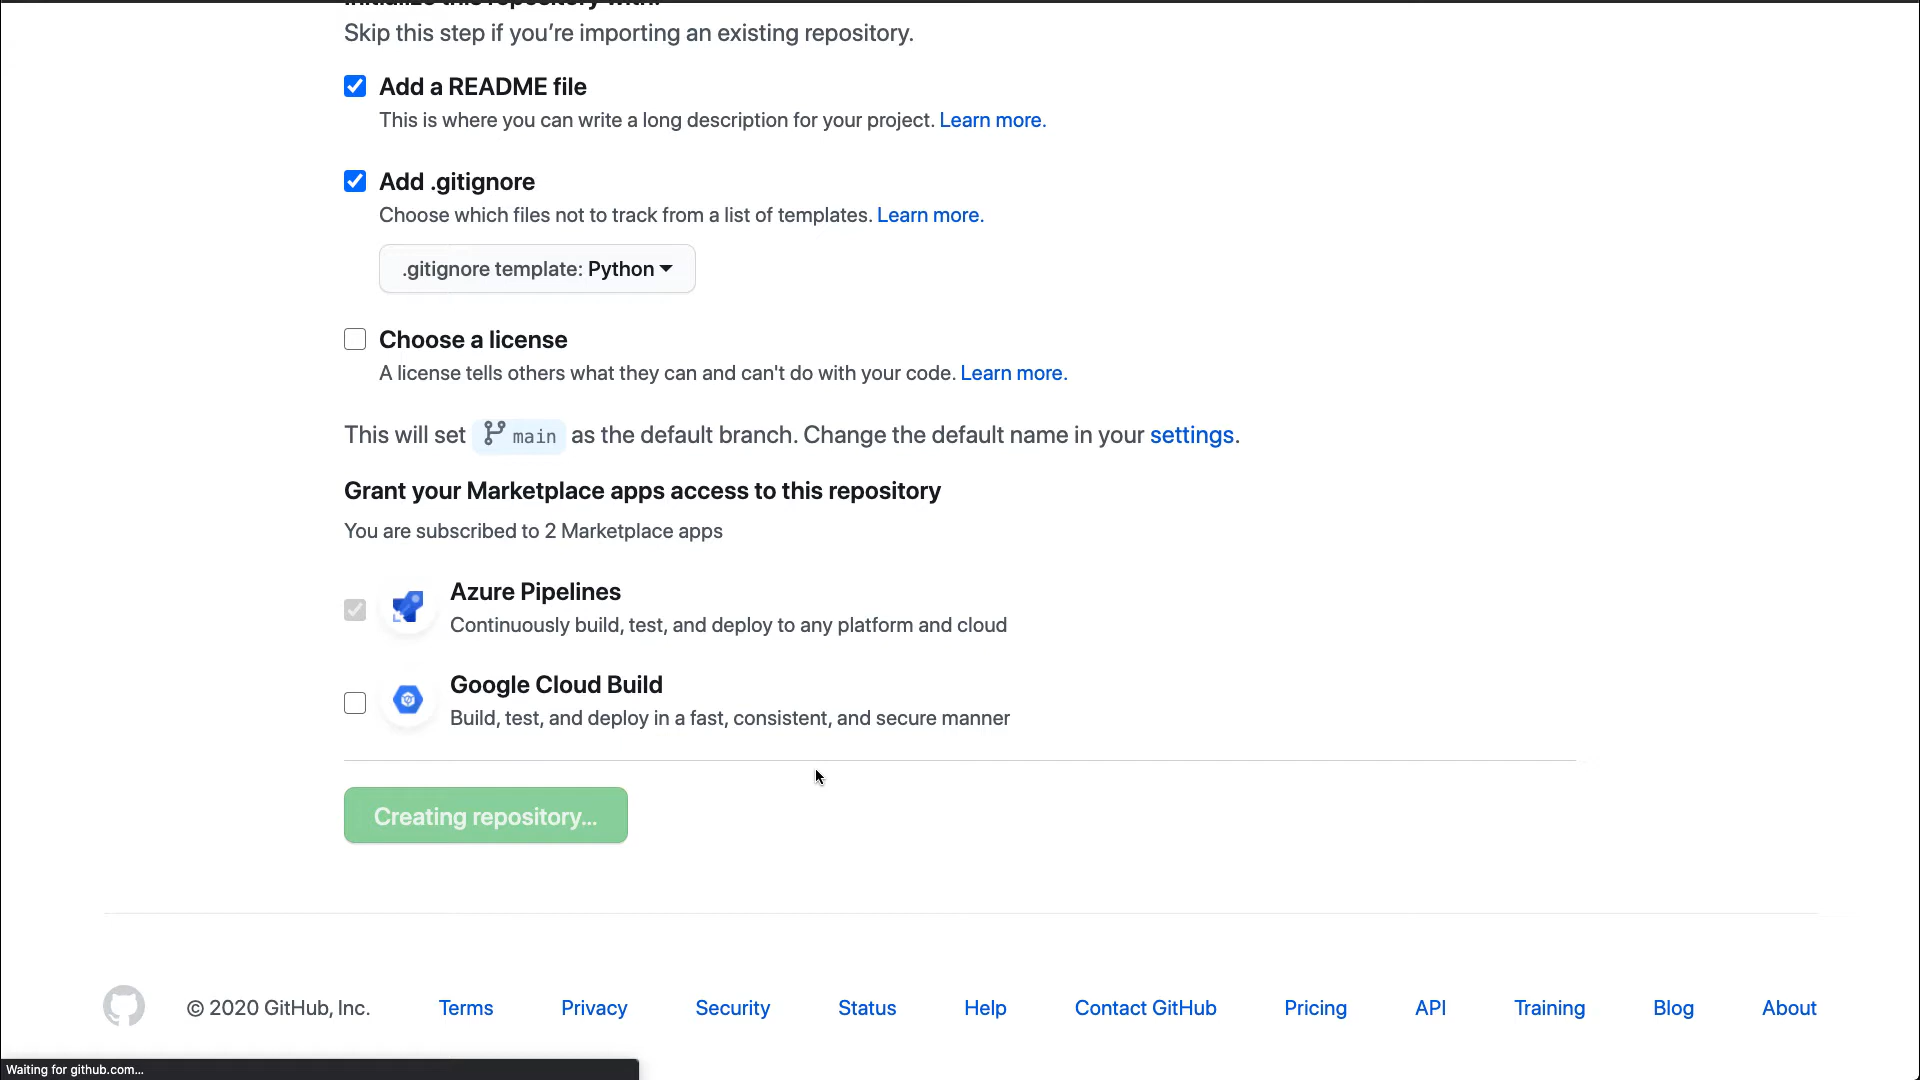 Initialize this repository with:
Skip this step if you’re importing an existing repository.
Add a README file
This is where you can write a long description for your project. Learn more.
Add .gitignore
Choose which files not to track from a list of templates. Learn more.
.gitignore template: Python
Choose a license
A license tells others what they can and can't do with your code. Learn more.
This will set main as the default branch. Change the default name in your settings.
Grant your Marketplace apps access to this repository
You are subscribed to 2 Marketplace apps
Azure Pipelines
Continuously build, test, and deploy to any platform and cloud
Google Cloud Build
Build, test, and deploy in a fast, consistent, and secure manner
Creating repository...
© 2020 GitHub, Inc. Terms Privacy Security Status Help Contact GitHub Pricing API Training Blog About
Waiting for github.com...